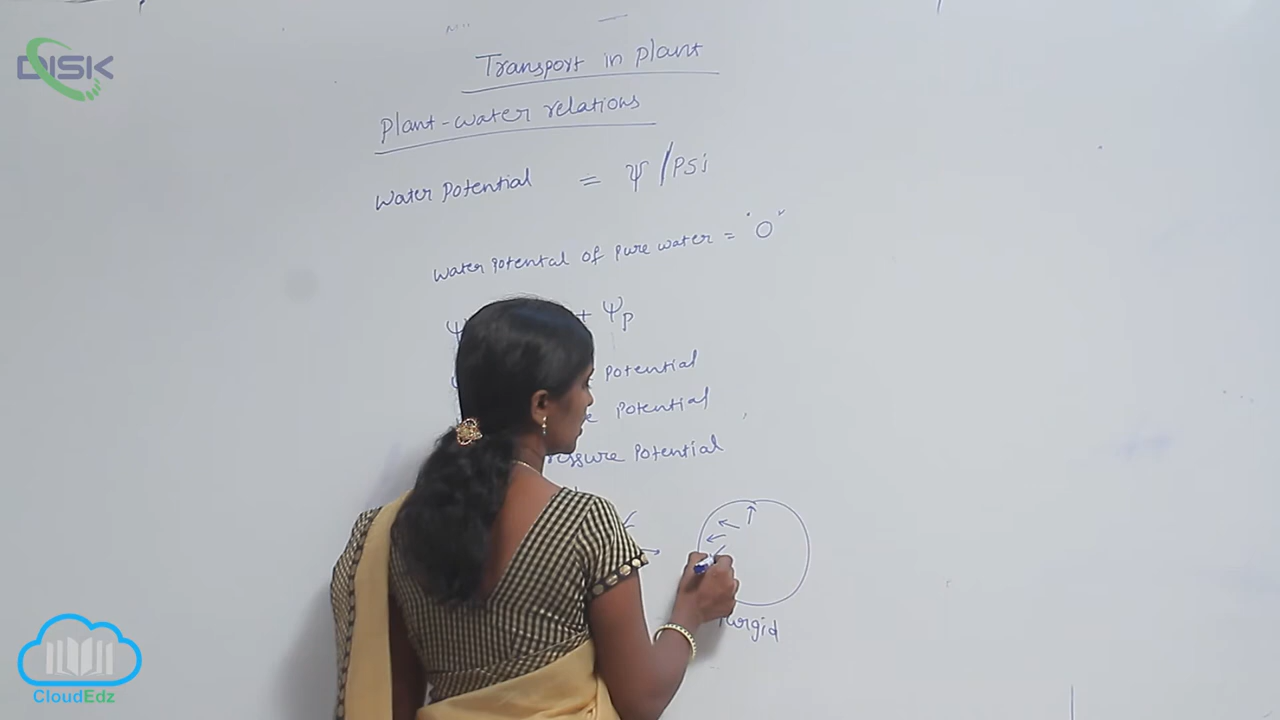 DISK
Transport in plant
Plant-water relations
Water Potential = Ψ /PSi
Water Potental of Pure water = "0"
Ψ + Ψp
Potential
Potential
ressure Potential
Turgid
CloudEdz